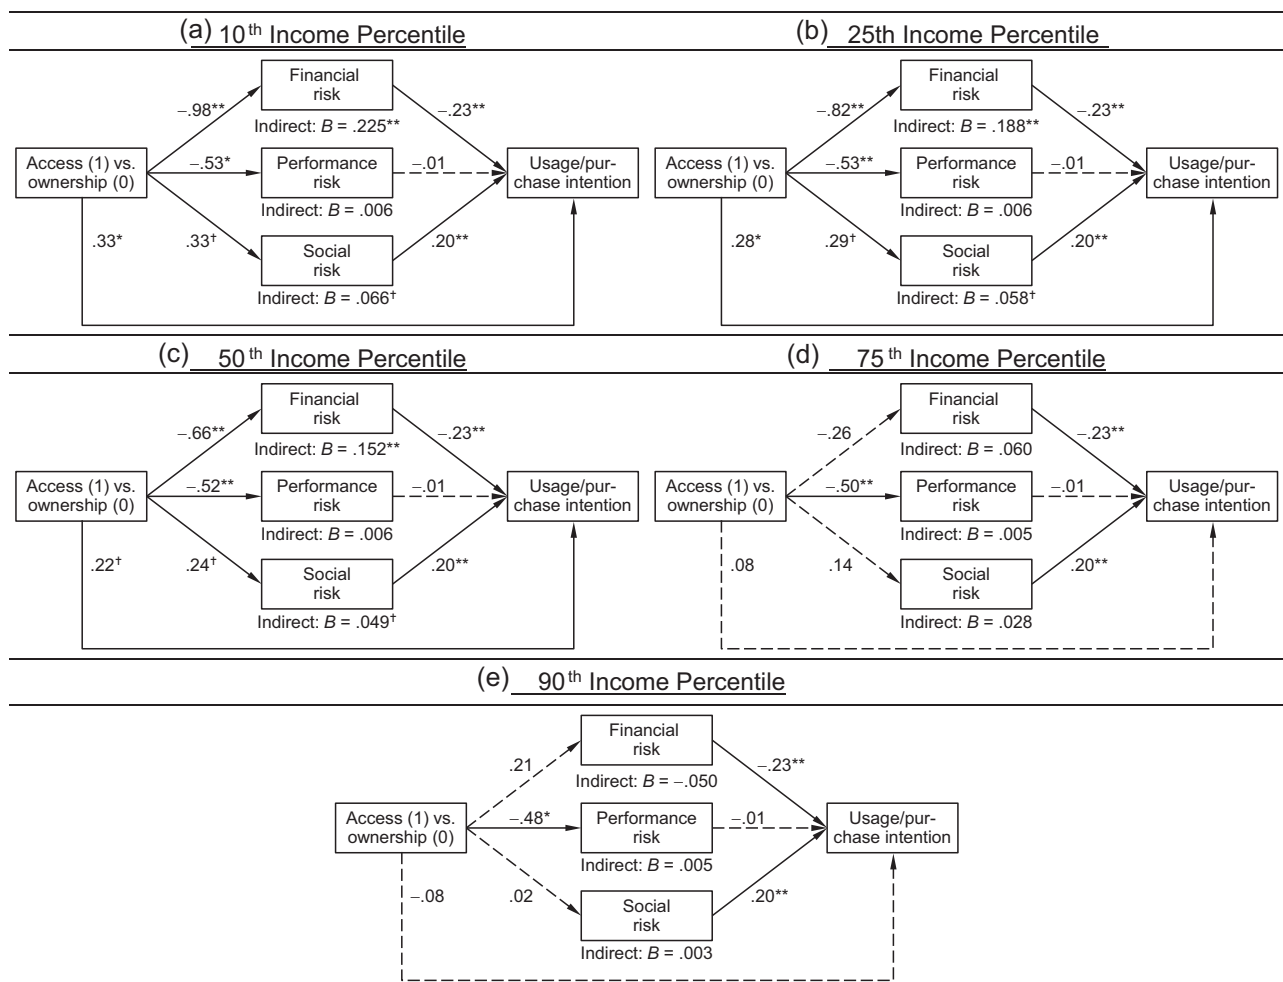 (a) 10th Income Percentile
Financial
risk
–.98**
–.23**
Indirect: B = .225**
Access (1) vs.
ownership (0)
–.53*
Performance
risk
–.01
Usage/pur-
chase intention
Indirect: B = .006
.33*
.33†
Social
risk
.20**
Indirect: B = .066†
(b) 25th Income Percentile
Financial
risk
–.82**
–.23**
Indirect: B = .188**
Access (1) vs.
ownership (0)
–.53**
Performance
risk
–.01
Usage/pur-
chase intention
Indirect: B = .006
.28*
.29†
Social
risk
.20**
Indirect: B = .058†
(c) 50th Income Percentile
Financial
risk
–.66**
–.23**
Indirect: B = .152**
Access (1) vs.
ownership (0)
–.52**
Performance
risk
–.01
Usage/pur-
chase intention
Indirect: B = .006
.22†
.24†
Social
risk
.20**
Indirect: B = .049†
(d) 75th Income Percentile
Financial
risk
–.26
–.23**
Indirect: B = .060
Access (1) vs.
ownership (0)
–.50**
Performance
risk
–.01
Usage/pur-
chase intention
Indirect: B = .005
.08
.14
Social
risk
.20**
Indirect: B = .028
(e) 90th Income Percentile
Financial
risk
.21
–.23**
Indirect: B = –.050
Access (1) vs.
ownership (0)
–.48*
Performance
risk
–.01
Usage/pur-
chase intention
Indirect: B = .005
–.08
.02
Social
risk
.20**
Indirect: B = .003